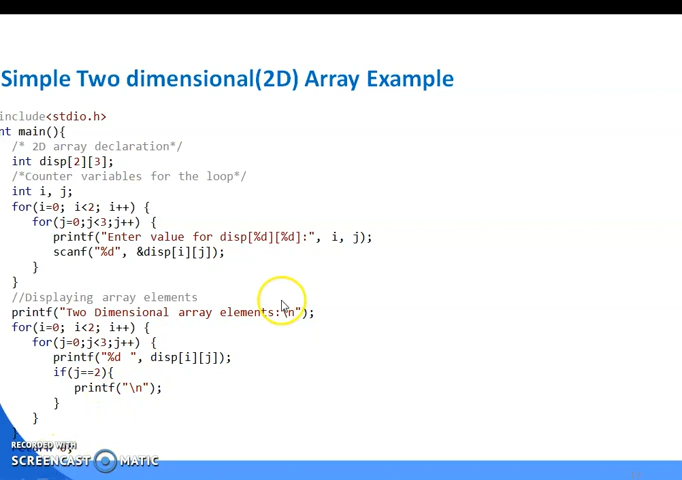 Simple Two dimensional(2D) Array Example
include<stdio.h>
nt main(){
/* 2D array declaration*/
int disp[2][3];
/*Counter variables for the loop*/
int i, j;
for(i=0; i<2; i++) {
for(j=0;j<3;j++) {
printf("Enter value for disp[%d][%d]:", i, j);
scanf("%d", &disp[i][j]);
}
}
//Displaying array elements
printf("Two Dimensional array elements:\n");
for(i=0; i<2; i++) {
for(j=0;j<3;j++) {
printf("%d ", disp[i][j]);
if(j==2){
printf("\n");
}
}
}
RECORDED WITH
SCREENCAST MATIC